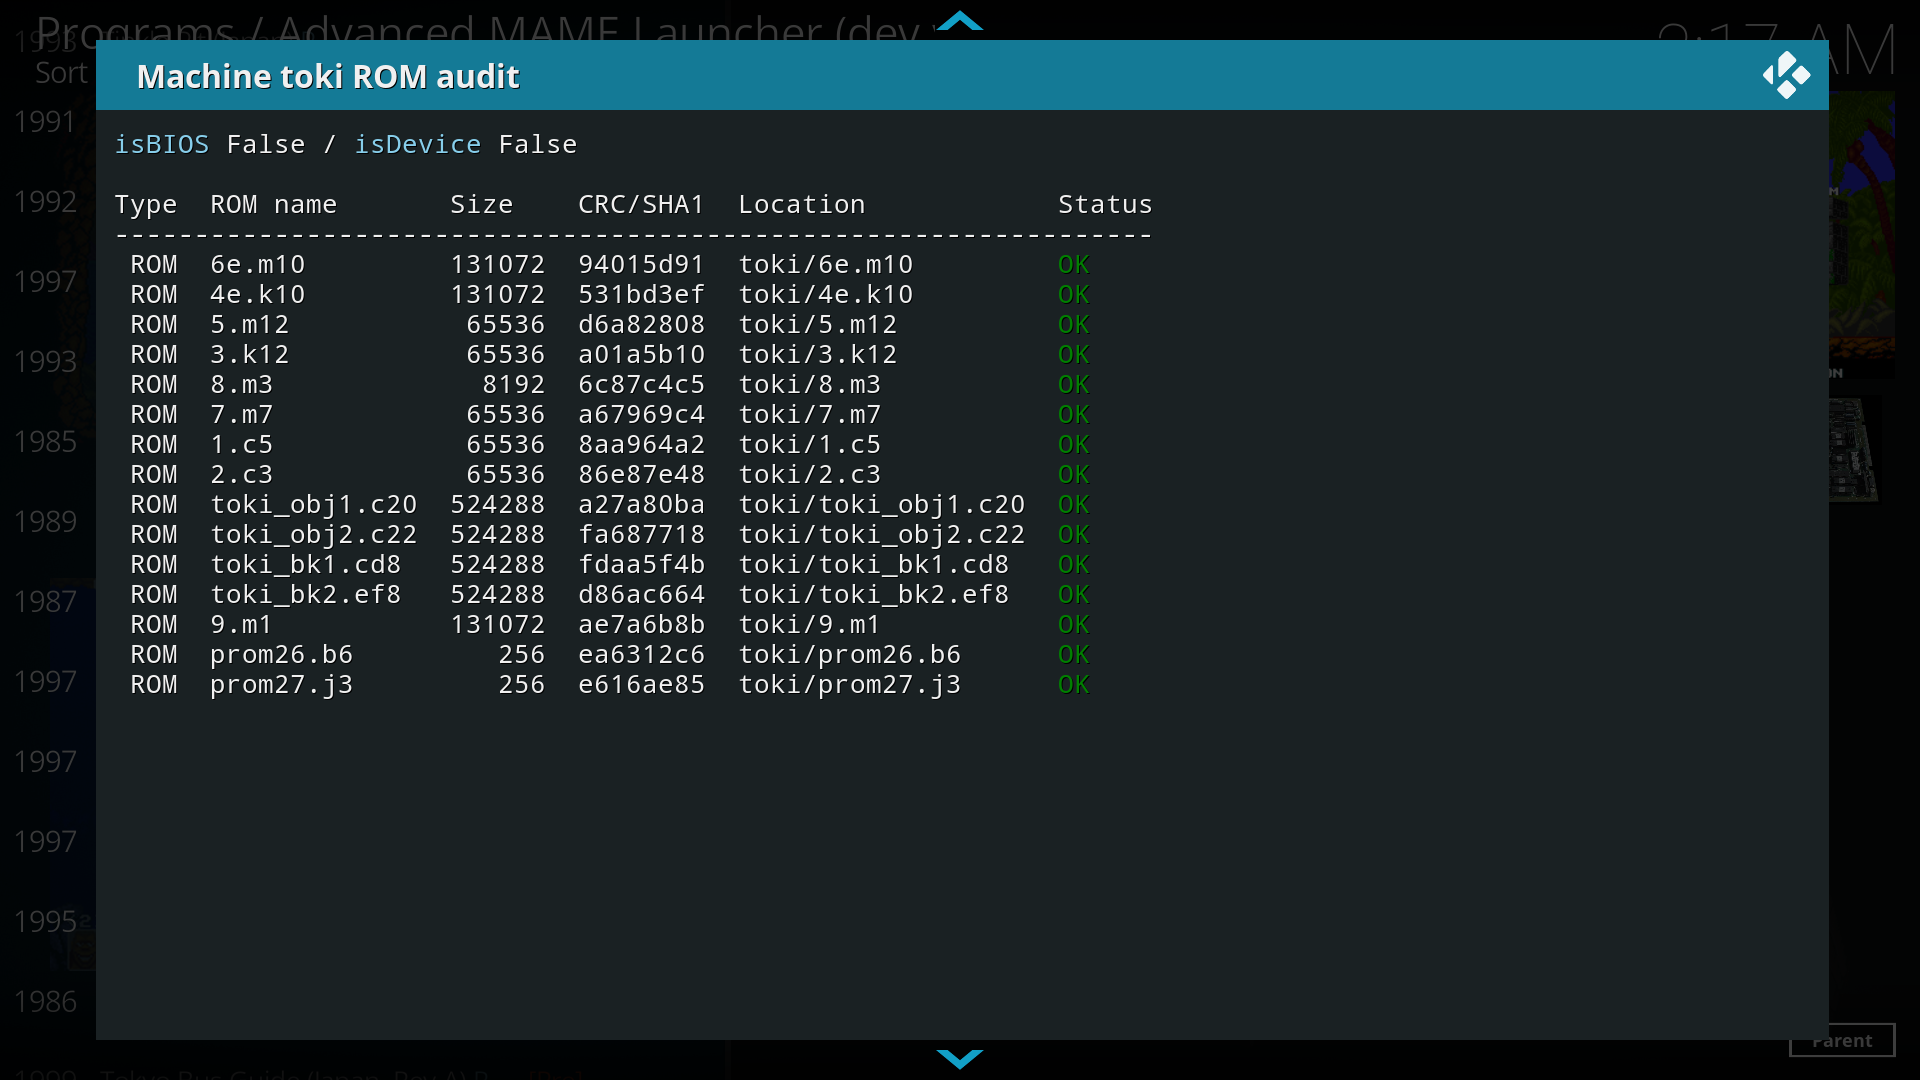 Programs / Advanced MAME Launcher (dev
Sort
Machine toki ROM audit
isBIOS False / isDevice False
Type ROM name Size CRC/SHA1 Location Status
-----------------------------------------------------------------
ROM 6e.m10 131072 94015d91 toki/6e.m10 OK
ROM 4e.k10 131072 531bd3ef toki/4e.k10 OK
ROM 5.m12 65536 d6a82808 toki/5.m12 OK
ROM 3.k12 65536 a01a5b10 toki/3.k12 OK
ROM 8.m3 8192 6c87c4c5 toki/8.m3 OK
ROM 7.m7 65536 a67969c4 toki/7.m7 OK
ROM 1.c5 65536 8aa964a2 toki/1.c5 OK
ROM 2.c3 65536 86e87e48 toki/2.c3 OK
ROM toki_obj1.c20 524288 a27a80ba toki/toki_obj1.c20 OK
ROM toki_obj2.c22 524288 fa687718 toki/toki_obj2.c22 OK
ROM toki_bk1.cd8 524288 fdaa5f4b toki/toki_bk1.cd8 OK
ROM toki_bk2.ef8 524288 d86ac664 toki/toki_bk2.ef8 OK
ROM 9.m1 131072 ae7a6b8b toki/9.m1 OK
ROM prom26.b6 256 ea6312c6 toki/prom26.b6 OK
ROM prom27.j3 256 e616ae85 toki/prom27.j3 OK
1993
1991
1992
1997
1993
1985
1989
1987
1997
1997
1997
1995
1986
Parent